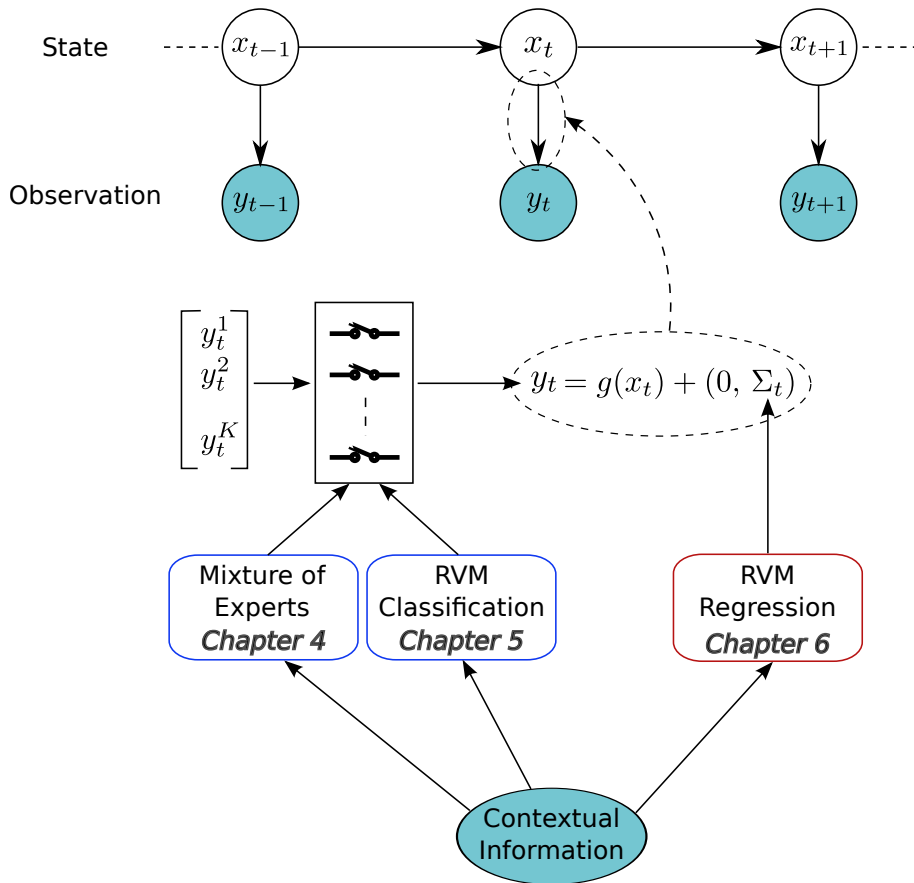 State
x_{t−1}
x_t
x_{t+1}
Observation
y_{t−1}
y_t
y_{t+1}
y_t^1
y_t^2
y_t^K
y_t = g(x_t) + (0, Σ_t)
Mixture of
Experts
Chapter 4
RVM
Classification
Chapter 5
RVM
Regression
Chapter 6
Contextual
Information